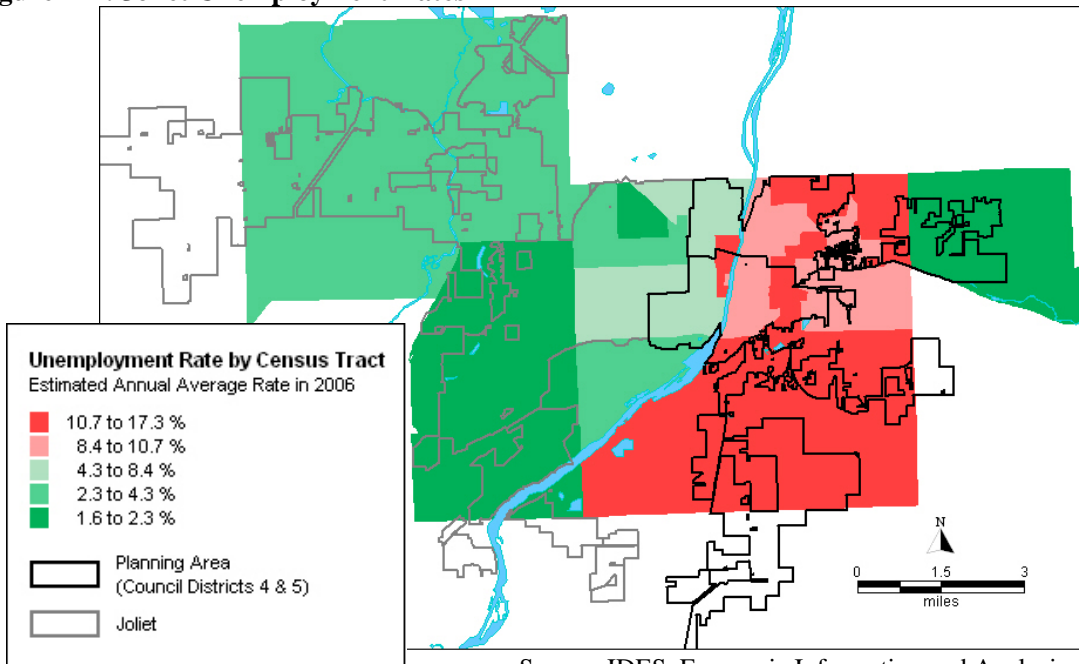 Unemployment Rate by Census Tract
Estimated Annual Average Rate in 2006
10.7 to 17.3 %
8.4 to 10.7 %
4.3 to 8.4 %
2.3 to 4.3 %
1.6 to 2.3 %
Planning Area
(Council Districts 4 & 5)
Joliet
N
0 1.5 3
miles